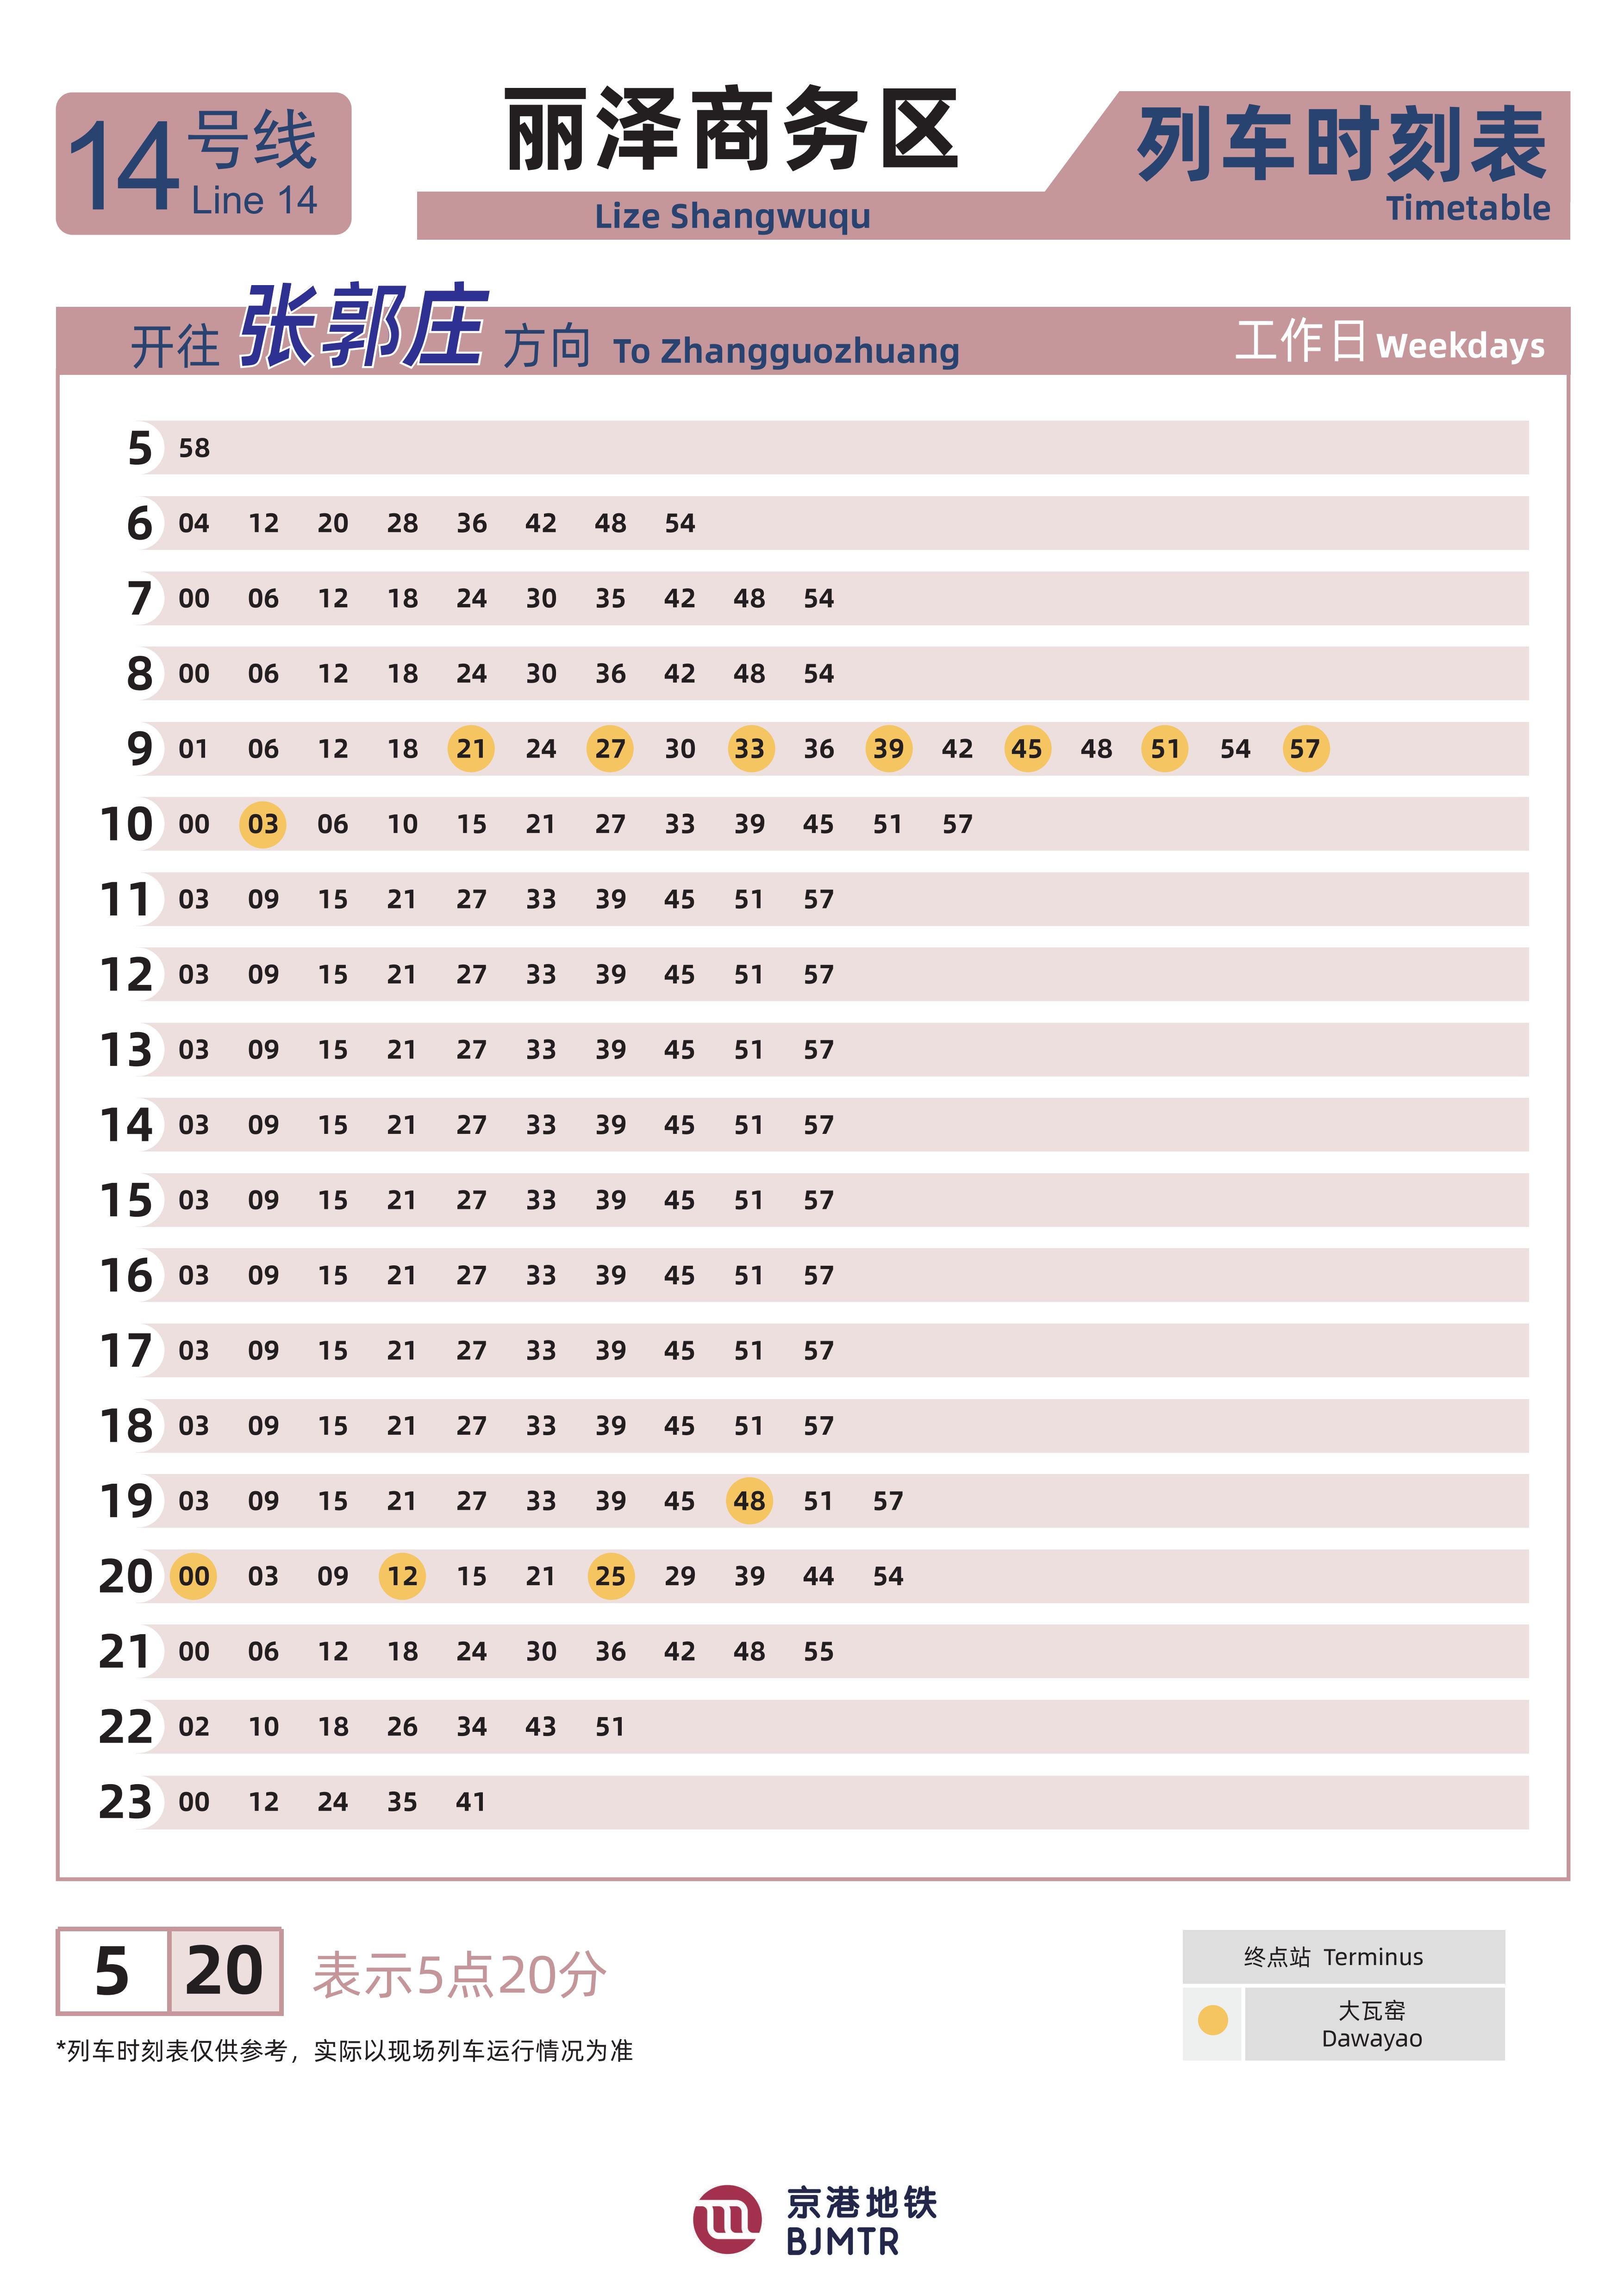 14 号线
Line 14
丽泽商务区
Lize Shangwuqu
列车时刻表
Timetable
开往 张郭庄 方向 To Zhangguozhuang
工作日 Weekdays
5 58
6 04 12 20 28 36 42 48 54
7 00 06 12 18 24 30 35 42 48 54
8 00 06 12 18 24 30 36 42 48 54
9 01 06 12 18 21 24 27 30 33 36 39 42 45 48 51 54 57
10 00 03 06 10 15 21 27 33 39 45 51 57
11 03 09 15 21 27 33 39 45 51 57
12 03 09 15 21 27 33 39 45 51 57
13 03 09 15 21 27 33 39 45 51 57
14 03 09 15 21 27 33 39 45 51 57
15 03 09 15 21 27 33 39 45 51 57
16 03 09 15 21 27 33 39 45 51 57
17 03 09 15 21 27 33 39 45 51 57
18 03 09 15 21 27 33 39 45 51 57
19 03 09 15 21 27 33 39 45 48 51 57
20 00 03 09 12 15 21 25 29 39 44 54
21 00 06 12 18 24 30 36 42 48 55
22 02 10 18 26 34 43 51
23 00 12 24 35 41
5 20 表示5点20分
*列车时刻表仅供参考，实际以现场列车运行情况为准
终点站 Terminus
大瓦窑
Dawayao
京港地铁
BJMTR